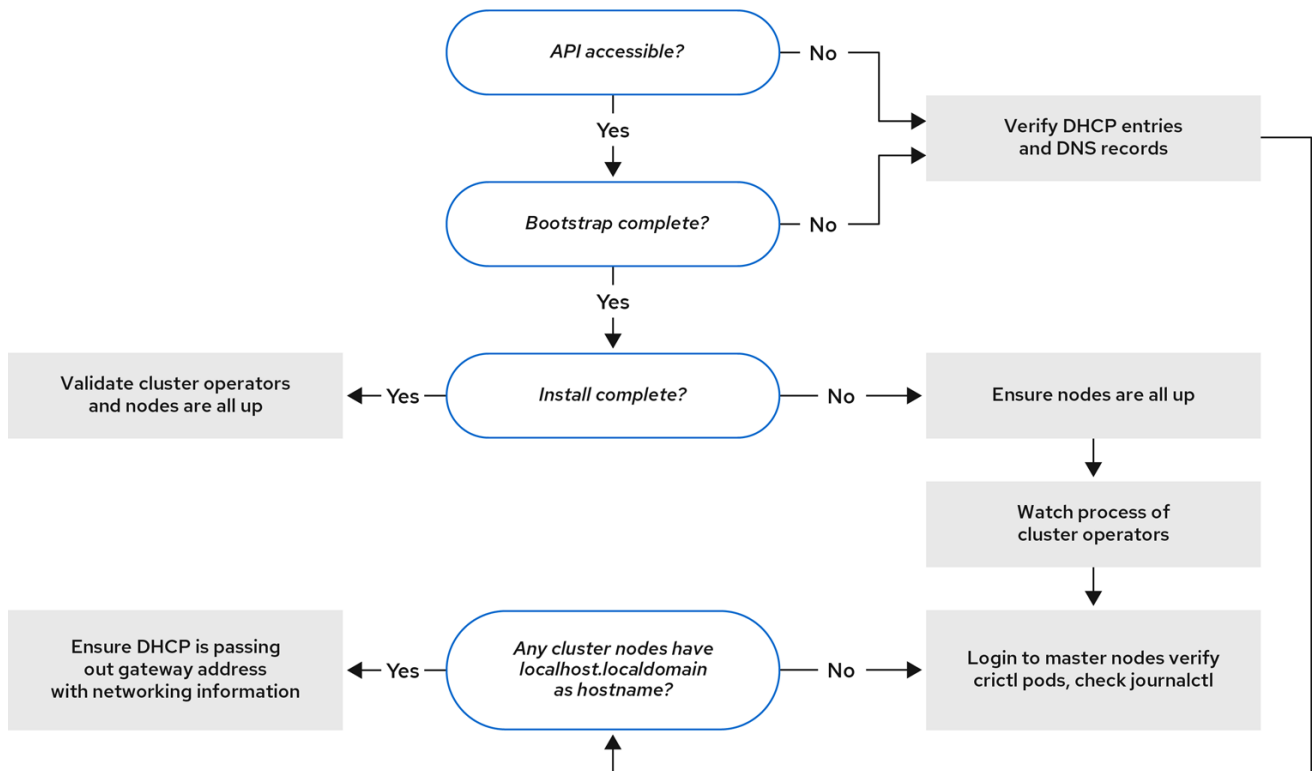 API accessible?
No
Verify DHCP entries
and DNS records
Yes
Bootstrap complete?
No
Yes
Validate cluster operators
and nodes are all up
Yes
Install complete?
No
Ensure nodes are all up
Watch process of
cluster operators
Ensure DHCP is passing
out gateway address
with networking information
Yes
Any cluster nodes have
localhost.localdomain
as hostname?
No
Login to master nodes verify
crictl pods, check journalctl